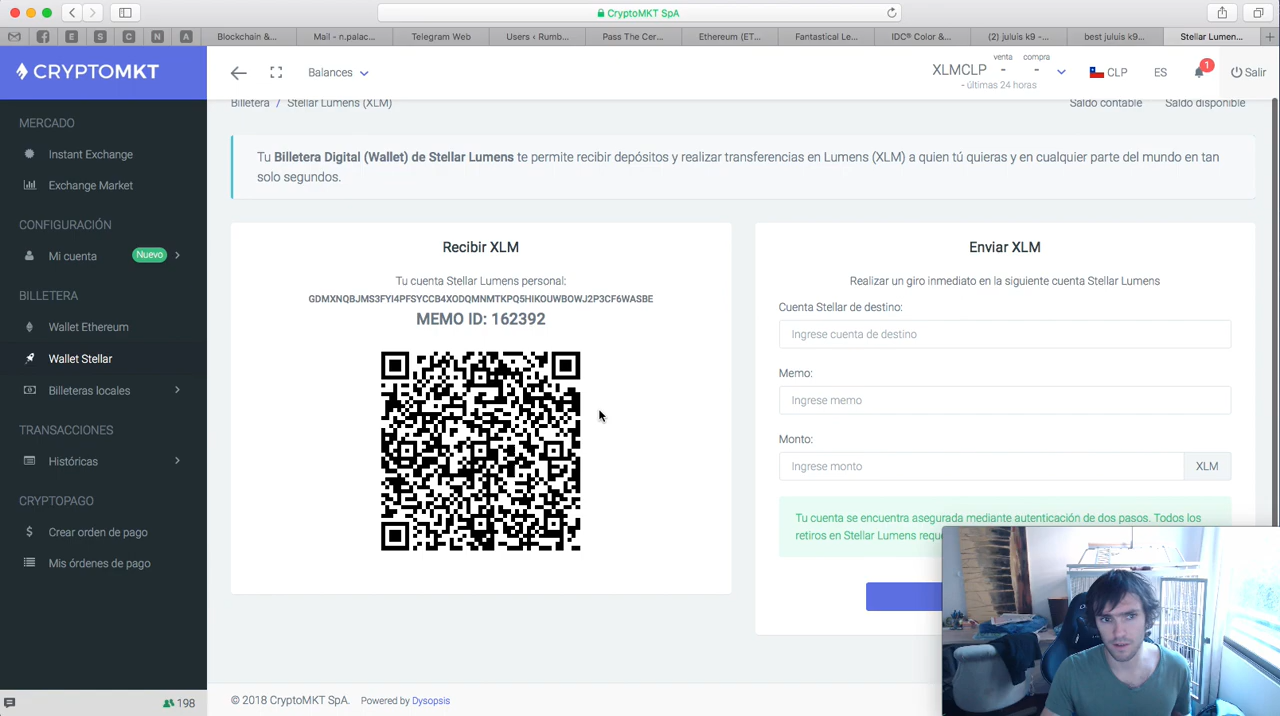 CryptoMKT SpA
Blockchain &...
Mail - n.palac...
Telegram Web
Users ‹ Rumb...
Pass The Cer...
Ethereum (ET...
Fantastical Le...
IDC® Color &...
(2) juluis k9 -...
best juluis k9...
Stellar Lumen...
E
S
C
N
A
CRYPTOMKT
Balances
venta
compra
XLMCLP - -
- últimas 24 horas
CLP
ES
1
Salir
Billetera / Stellar Lumens (XLM)
Saldo contable
Saldo disponible
MERCADO
Instant Exchange
Exchange Market
CONFIGURACIÓN
Mi cuenta
Nuevo
BILLETERA
Wallet Ethereum
Wallet Stellar
Billeteras locales
TRANSACCIONES
Históricas
CRYPTOPAGO
Crear orden de pago
Mis órdenes de pago
198
Tu Billetera Digital (Wallet) de Stellar Lumens te permite recibir depósitos y realizar transferencias en Lumens (XLM) a quien tú quieras y en cualquier parte del mundo en tan
solo segundos.
Recibir XLM
Tu cuenta Stellar Lumens personal:
GDMXNQBJMS3FYI4PFSYCCB4XODQMNMTKPQ5HIKOUWBOWJ2P3CF6WASBE
MEMO ID: 162392
Enviar XLM
Realizar un giro inmediato en la siguiente cuenta Stellar Lumens
Cuenta Stellar de destino:
Ingrese cuenta de destino
Memo:
Ingrese memo
Monto:
Ingrese monto
XLM
Tu cuenta se encuentra asegurada mediante autenticación de dos pasos. Todos los
retiros en Stellar Lumens requ
© 2018 CryptoMKT SpA. Powered by Dysopsis